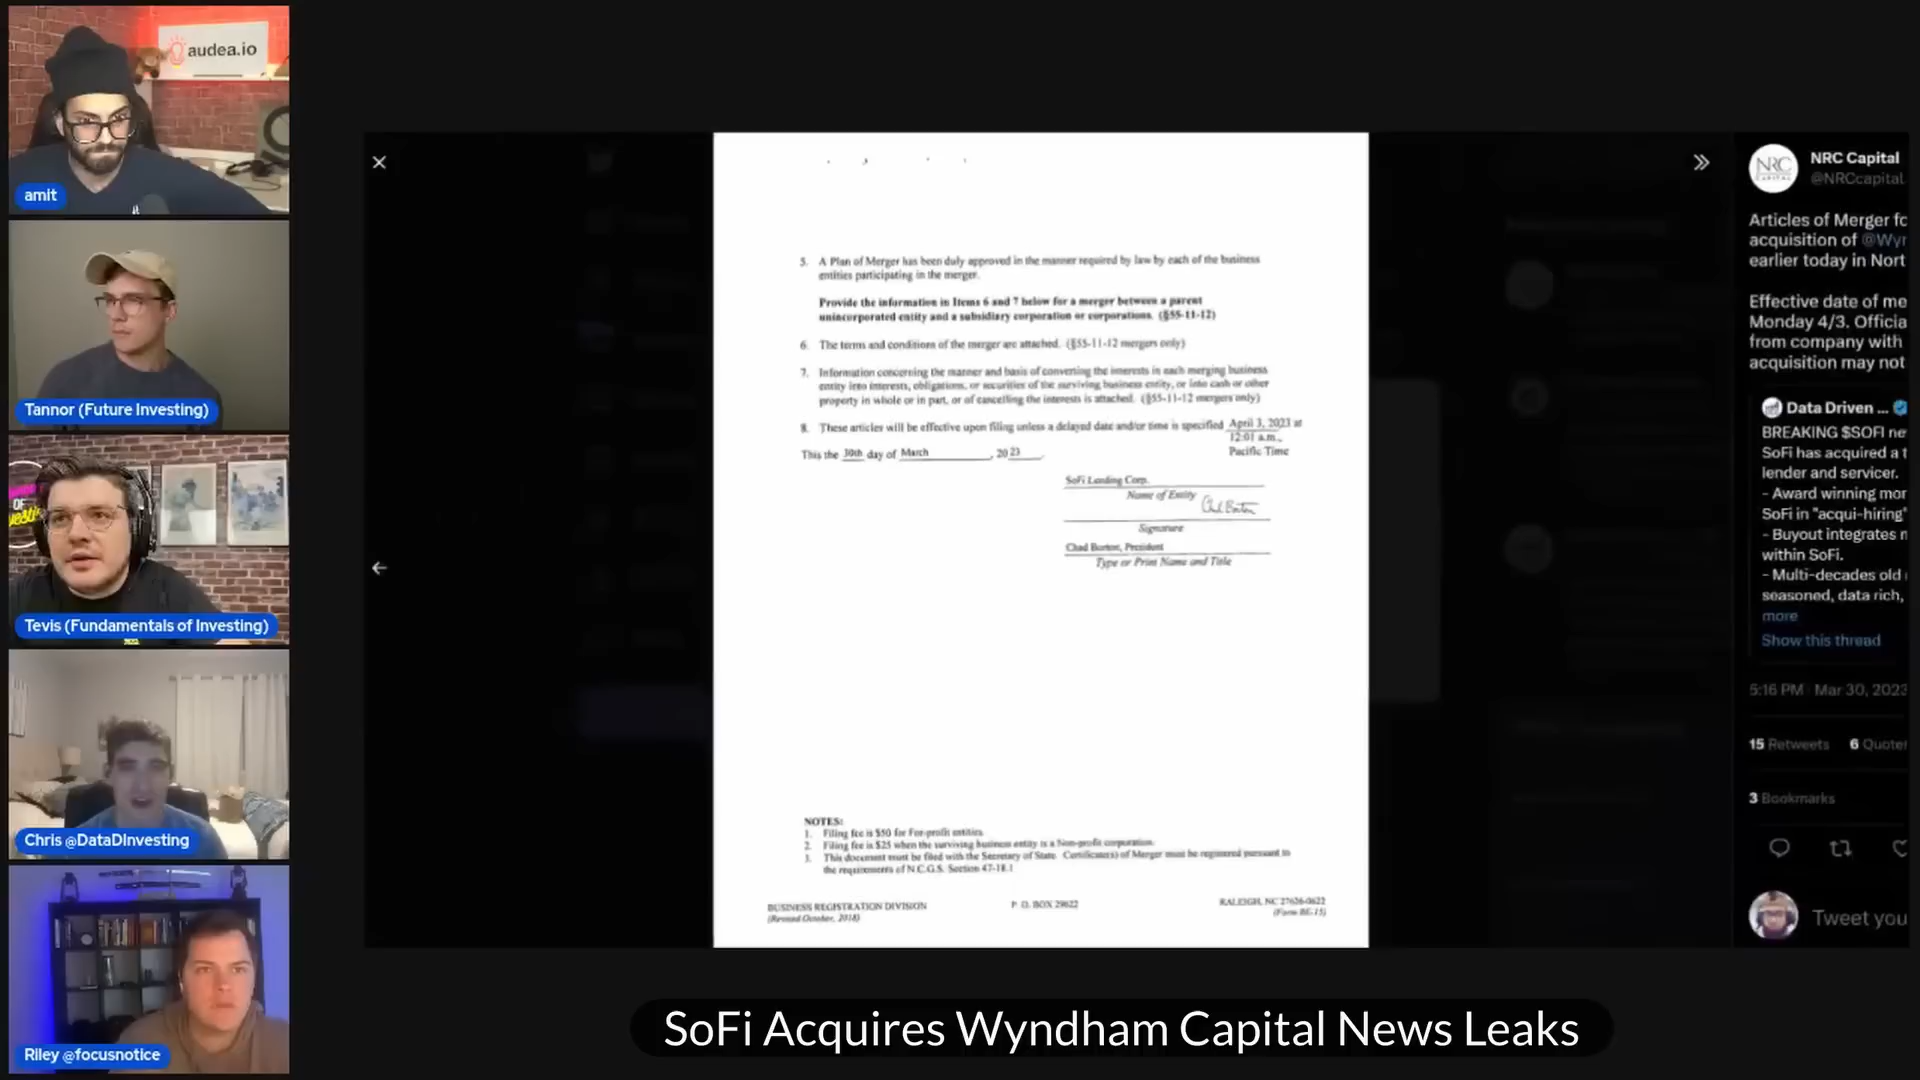 audea.io
amit
Tannor (Future Investing)
Tevis (Fundamentals of Investing)
Chris @DataDInvesting
Riley @focusnotice
5. A Plan of Merger has been duly approved in the manner required by law by each of the business
entities participating in the merger.
Provide the information in Items 6 and 7 below for a merger between a parent
unincorporated entity and a subsidiary corporation or corporations. (§55-11-12)
6. The terms and conditions of the merger are attached. (§55-11-12 mergers only)
7. Information concerning the manner and basis of converting the interests in each merging business
entity into interests, obligations, or securities of the surviving business entity, or into cash or other
property in whole or in part, or of cancelling the interests is attached. (§55-11-12 mergers only)
8. These articles will be effective upon filing unless a delayed date and/or time is specified April 3, 2023 at
12:01 a.m.,
Pacific Time
This the 30th day of March, 2023.
SoFi Lending Corp.
Name of Entity
Signature
Chad Borton, President
Type or Print Name and Title
NOTES:
1. Filing fee is $50 for For-profit entities
2. Filing fee is $25 when the surviving business entity is a Non-profit corporation.
3. This document must be filed with the Secretary of State. Certificate(s) of Merger must be registered pursuant to
the requirements of N.C.G.S. Section 47-18.1
BUSINESS REGISTRATION DIVISION P. O. BOX 29622 RALEIGH, NC 27626-0622
(Revised October, 2018) (Form BE-15)
NRC
CAPITAL
NRC Capital
@NRCcapital
Articles of Merger fo
acquisition of @Wyn
earlier today in Nort
Effective date of me
Monday 4/3. Officia
from company with
acquisition may not
Data Driven ...
BREAKING $SOFI ne
SoFi has acquired a t
lender and servicer.
- Award winning mor
SoFi in "acqui-hiring"
- Buyout integrates
within SoFi.
- Multi-decades old
seasoned, data rich,
more
Show this thread
5:16 PM Mar 30, 2023
15 Retweets 6 Quote
3 Bookmarks
Tweet you
SoFi Acquires Wyndham Capital News Leaks